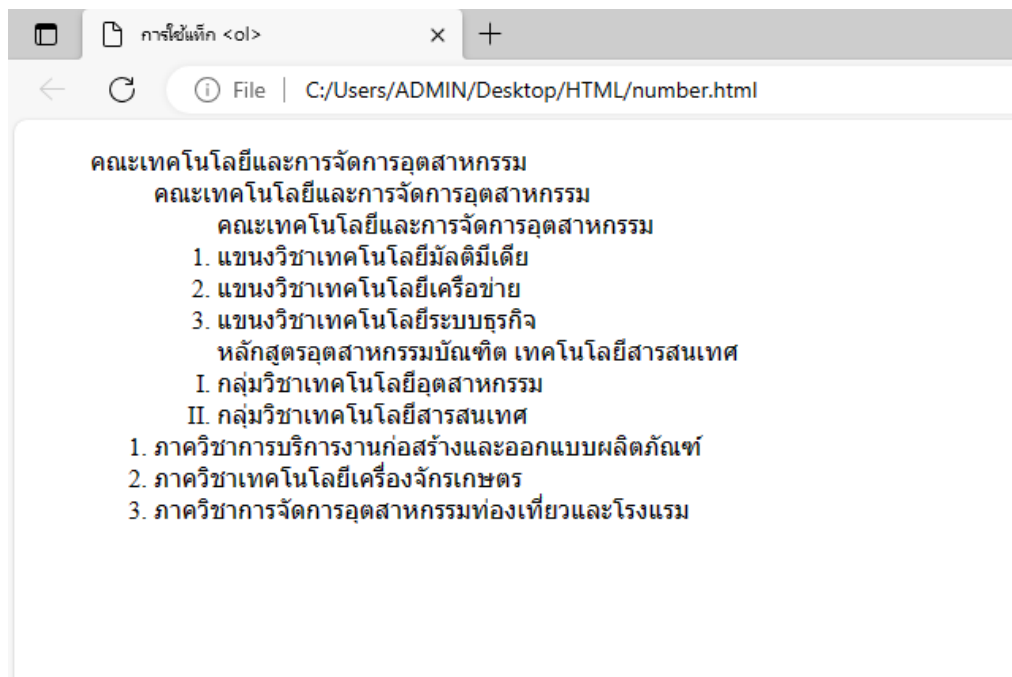 การใช้แท็ก <ol>
File | C:/Users/ADMIN/Desktop/HTML/number.html
คณะเทคโนโลยีและการจัดการอุตสาหกรรม
คณะเทคโนโลยีและการจัดการอุตสาหกรรม
คณะเทคโนโลยีและการจัดการอุตสาหกรรม
1. แขนงวิชาเทคโนโลยีมัลติมีเดีย
2. แขนงวิชาเทคโนโลยีเครือข่าย
3. แขนงวิชาเทคโนโลยีระบบธุรกิจ
หลักสูตรอุตสาหกรรมบัณฑิต เทคโนโลยีสารสนเทศ
I. กลุ่มวิชาเทคโนโลยีอุตสาหกรรม
II. กลุ่มวิชาเทคโนโลยีสารสนเทศ
1. ภาควิชาการบริการงานก่อสร้างและออกแบบผลิตภัณฑ์
2. ภาควิชาเทคโนโลยีเครื่องจักรเกษตร
3. ภาควิชาการจัดการอุตสาหกรรมท่องเที่ยวและโรงแรม